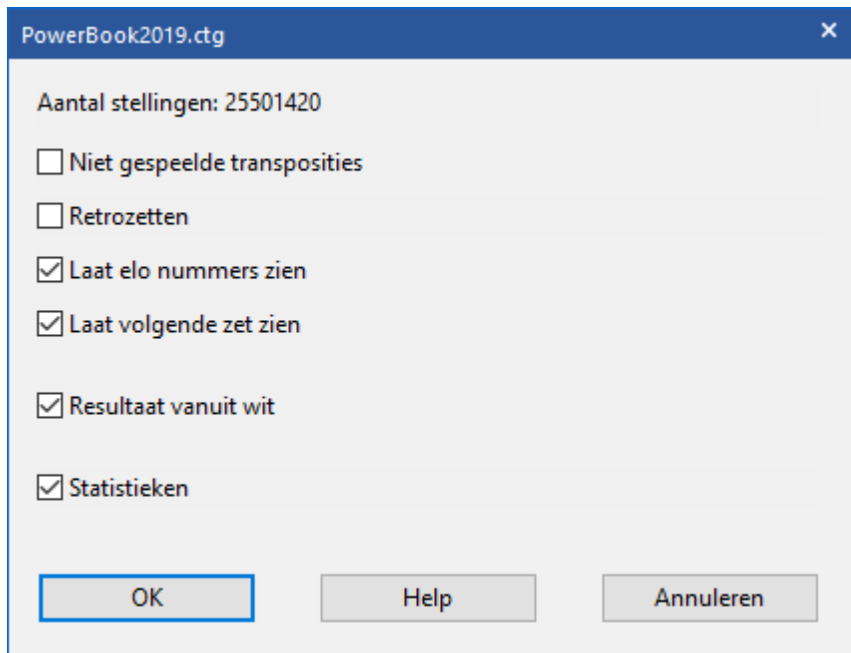 PowerBook2019.ctg
Aantal stellingen: 25501420
Niet gespeelde transposities
Retrozetten
Laat elo nummers zien
Laat volgende zet zien
Resultaat vanuit wit
Statistieken
OK Help Annuleren